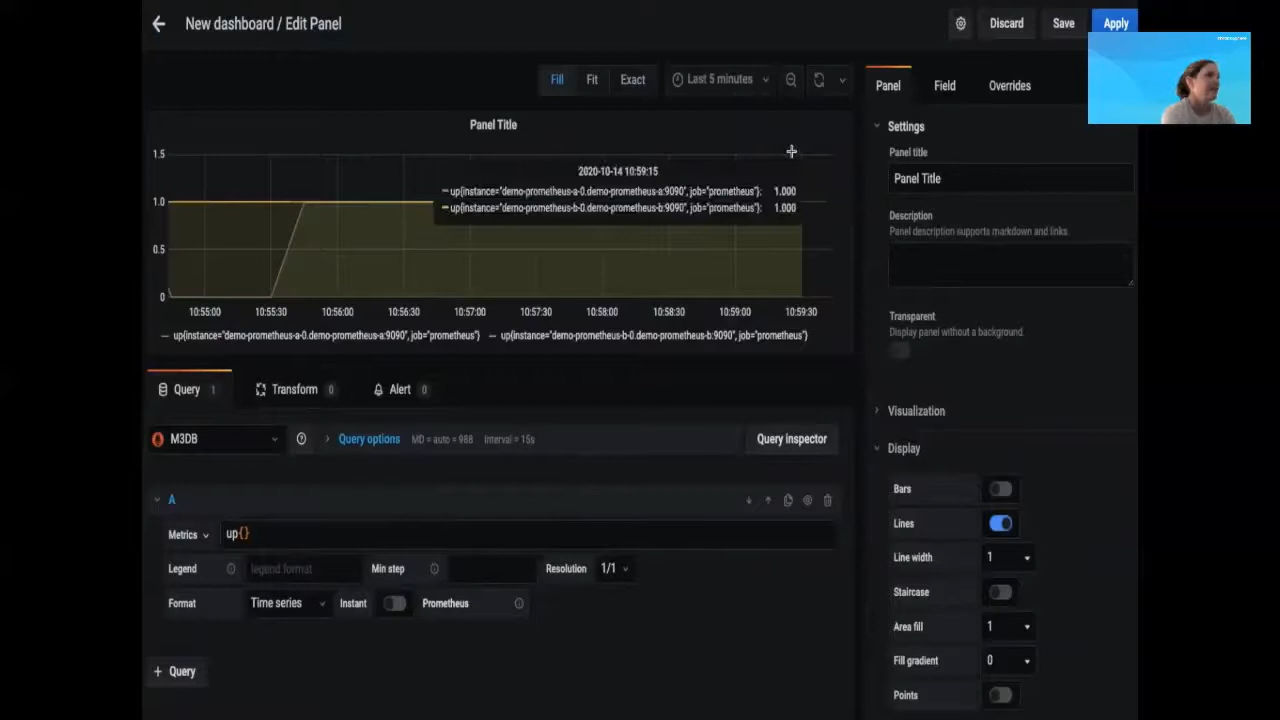 New dashboard / Edit Panel
Discard
Save
Apply
Fill
Fit
Exact
Last 5 minutes
Panel
Field
Overrides
Panel Title
1.5
1.0
0.5
0
2020-10-14 10:59:15
up{instance="demo-prometheus-a-0.demo-prometheus-a:9090", job="prometheus"}: 1.000
up{instance="demo-prometheus-b-0.demo-prometheus-b:9090", job="prometheus"}: 1.000
10:55:00 10:55:30 10:56:00 10:56:30 10:57:00 10:57:30 10:58:00 10:58:30 10:59:00 10:59:30
up{instance="demo-prometheus-a-0.demo-prometheus-a:9090", job="prometheus"} up{instance="demo-prometheus-b-0.demo-prometheus-b:9090", job="prometheus"}
Settings
Panel title
Panel Title
Description
Panel description supports markdown and links.
Transparent
Display panel without a background.
Query 1
Transform 0
Alert 0
M3DB
Query options MD = auto = 988 Interval = 15s
Query inspector
A
Metrics
up{}
Legend
legend format
Min step
Resolution
1/1
Format
Time series
Instant
Prometheus
+ Query
Visualization
Display
Bars
Lines
Line width 1
Staircase
Area fill 1
Fill gradient 0
Points